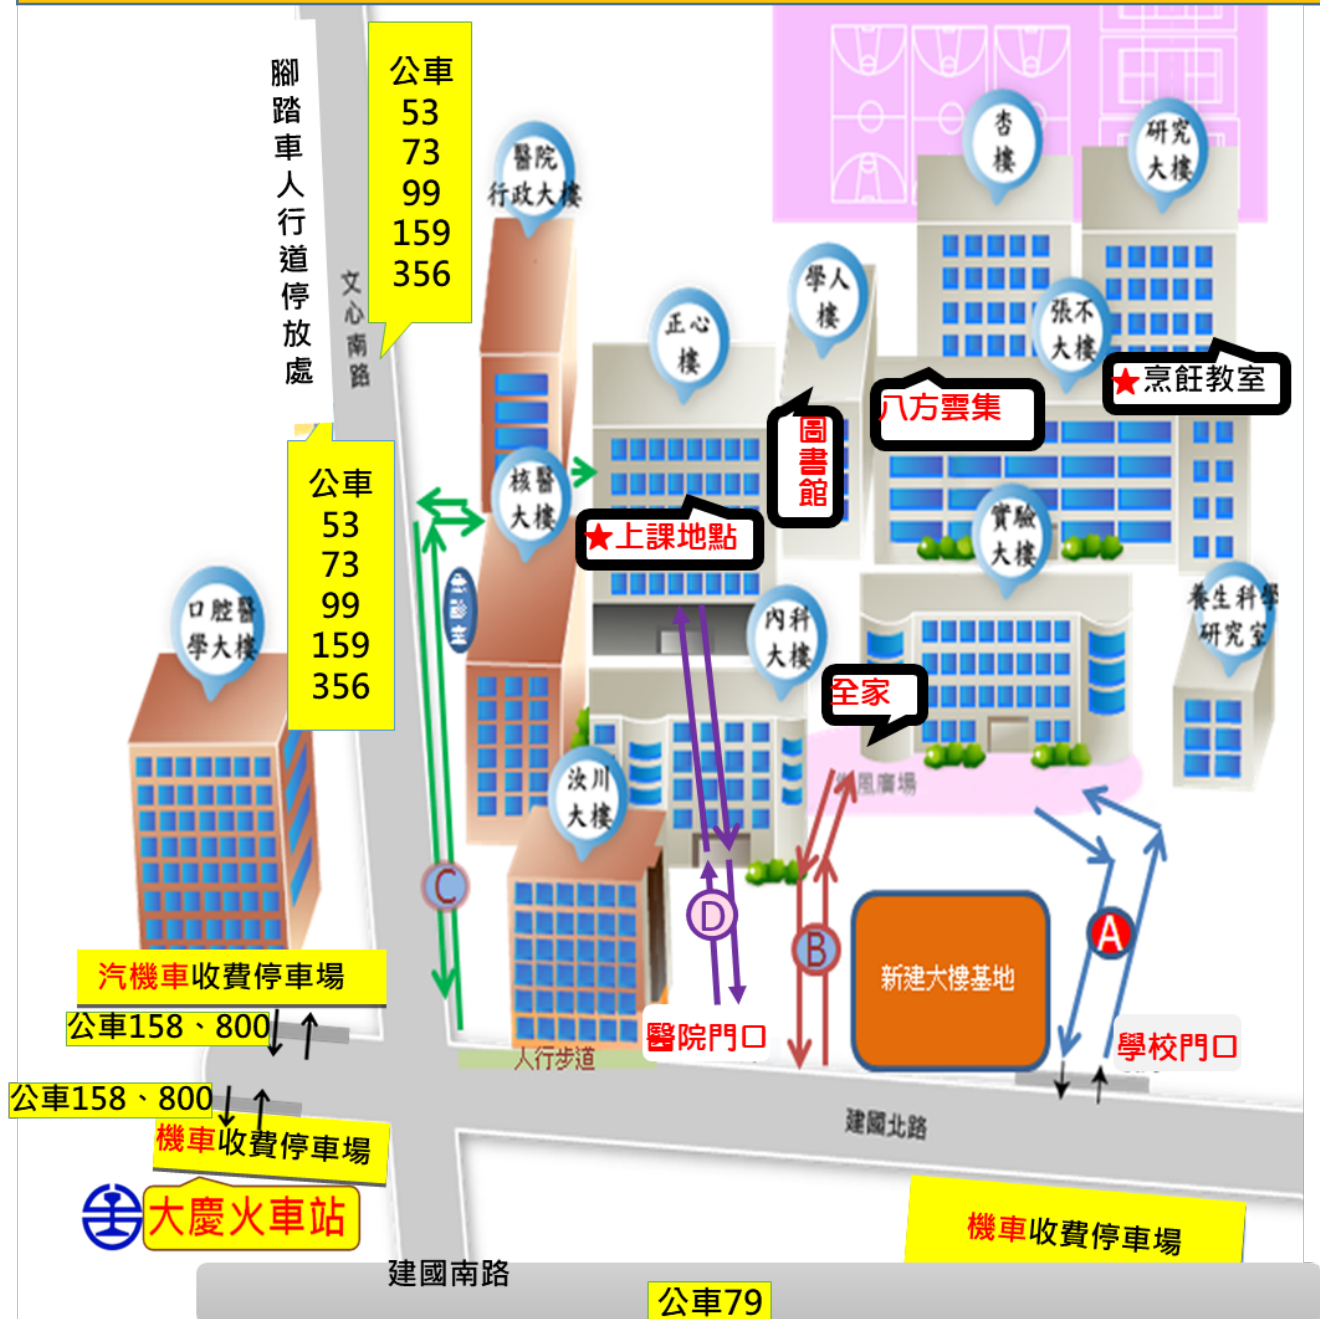 腳踏車人行道停放處
公車
53
73
99
159
356
文心南路
醫院
行政大樓
杏
樓
研究
大樓
學人
樓
正心
樓
張不
大樓
★烹飪教室
八方雲集
圖書館
公車
53
73
99
159
356
核醫
大樓
★上課地點
實驗
大樓
口腔醫
學大樓
內科
大樓
養生科學
研究室
全家
汝川
大樓
風廣場
C
D
B
A
新建大樓基地
汽機車收費停車場
公車158、800
醫院門口
學校門口
人行步道
公車158、800
機車收費停車場
建國北路
大慶火車站
機車收費停車場
建國南路
公車79